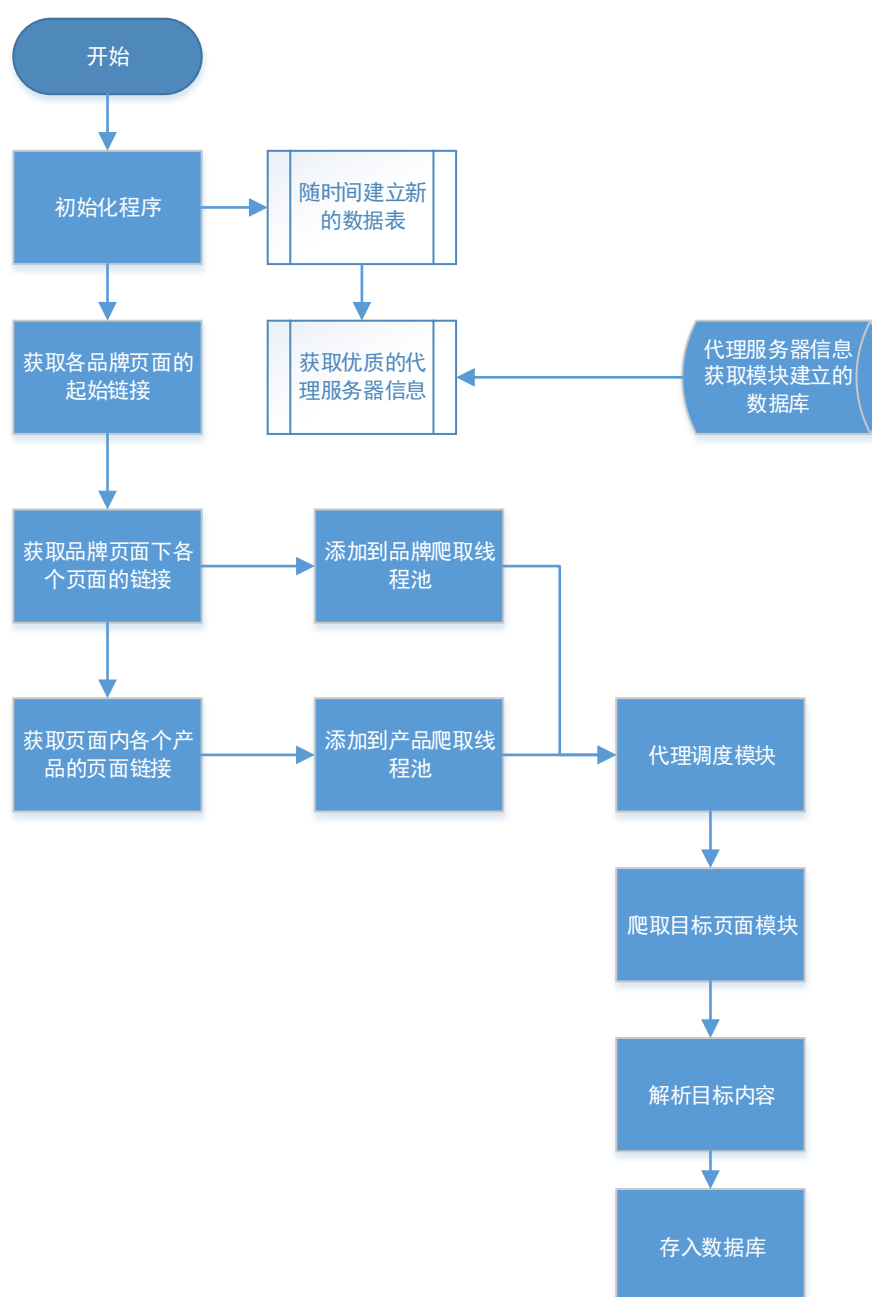 开始
初始化程序
随时间建立新
的数据表
获取各品牌页面的
起始链接
获取优质的代
理服务器信息
代理服务器信息
获取模块建立的
数据库
获取品牌页面下各
个页面的链接
添加到品牌爬取线
程池
获取页面内各个产
品的页面链接
添加到产品爬取线
程池
代理调度模块
爬取目标页面模块
解析目标内容
存入数据库